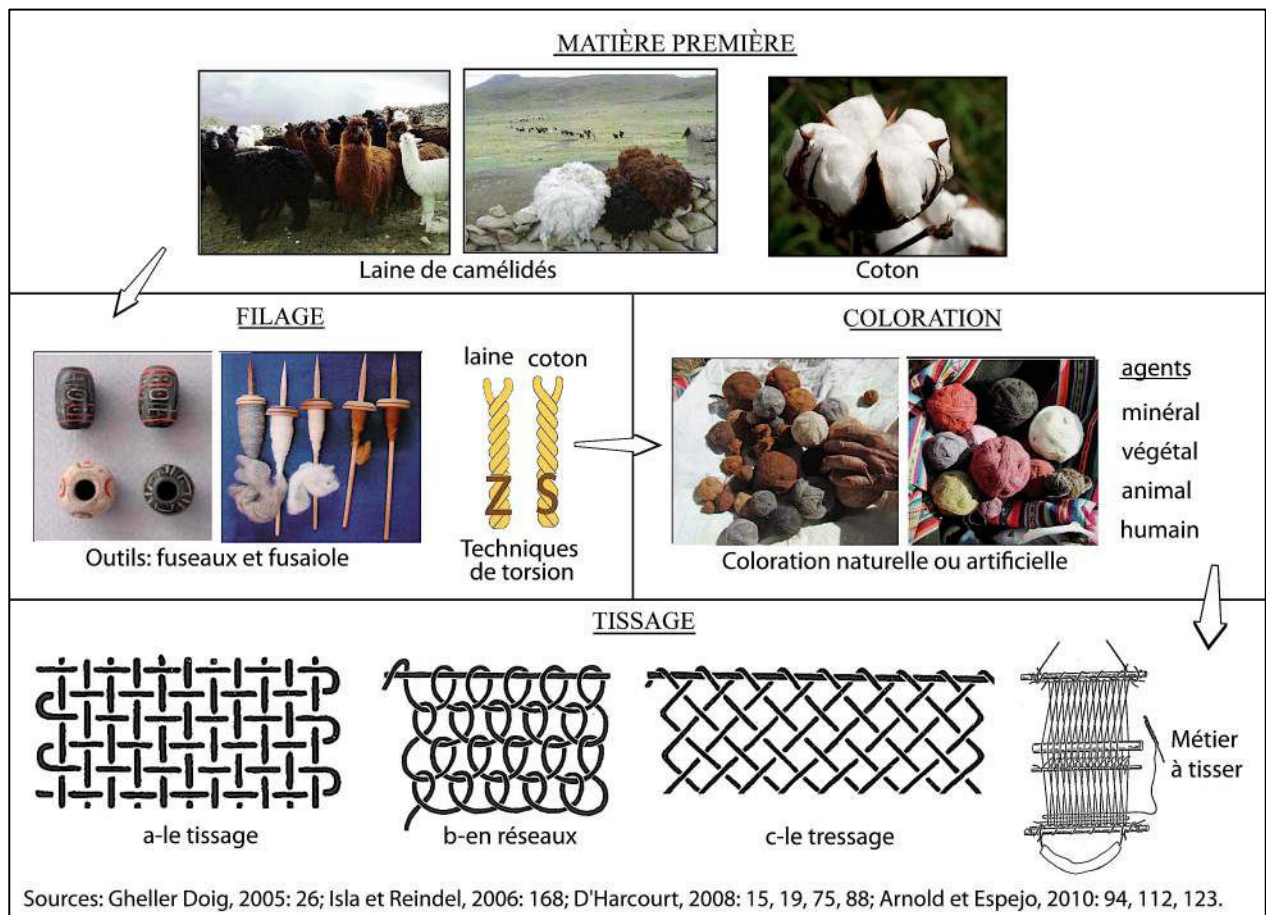 MATIÈRE PREMIÈRE
Laine de camélidés
Coton
FILAGE
laine coton
Z S
Outils: fuseaux et fusaiole
Techniques
de torsion
COLORATION
agents
minéral
végétal
animal
humain
Coloration naturelle ou artificielle
TISSAGE
a-le tissage
b-en réseaux
c-le tressage
Métier
à tisser
Sources: Gheller Doig, 2005: 26; Isla et Reindel, 2006: 168; D'Harcourt, 2008: 15, 19, 75, 88; Arnold et Espejo, 2010: 94, 112, 123.